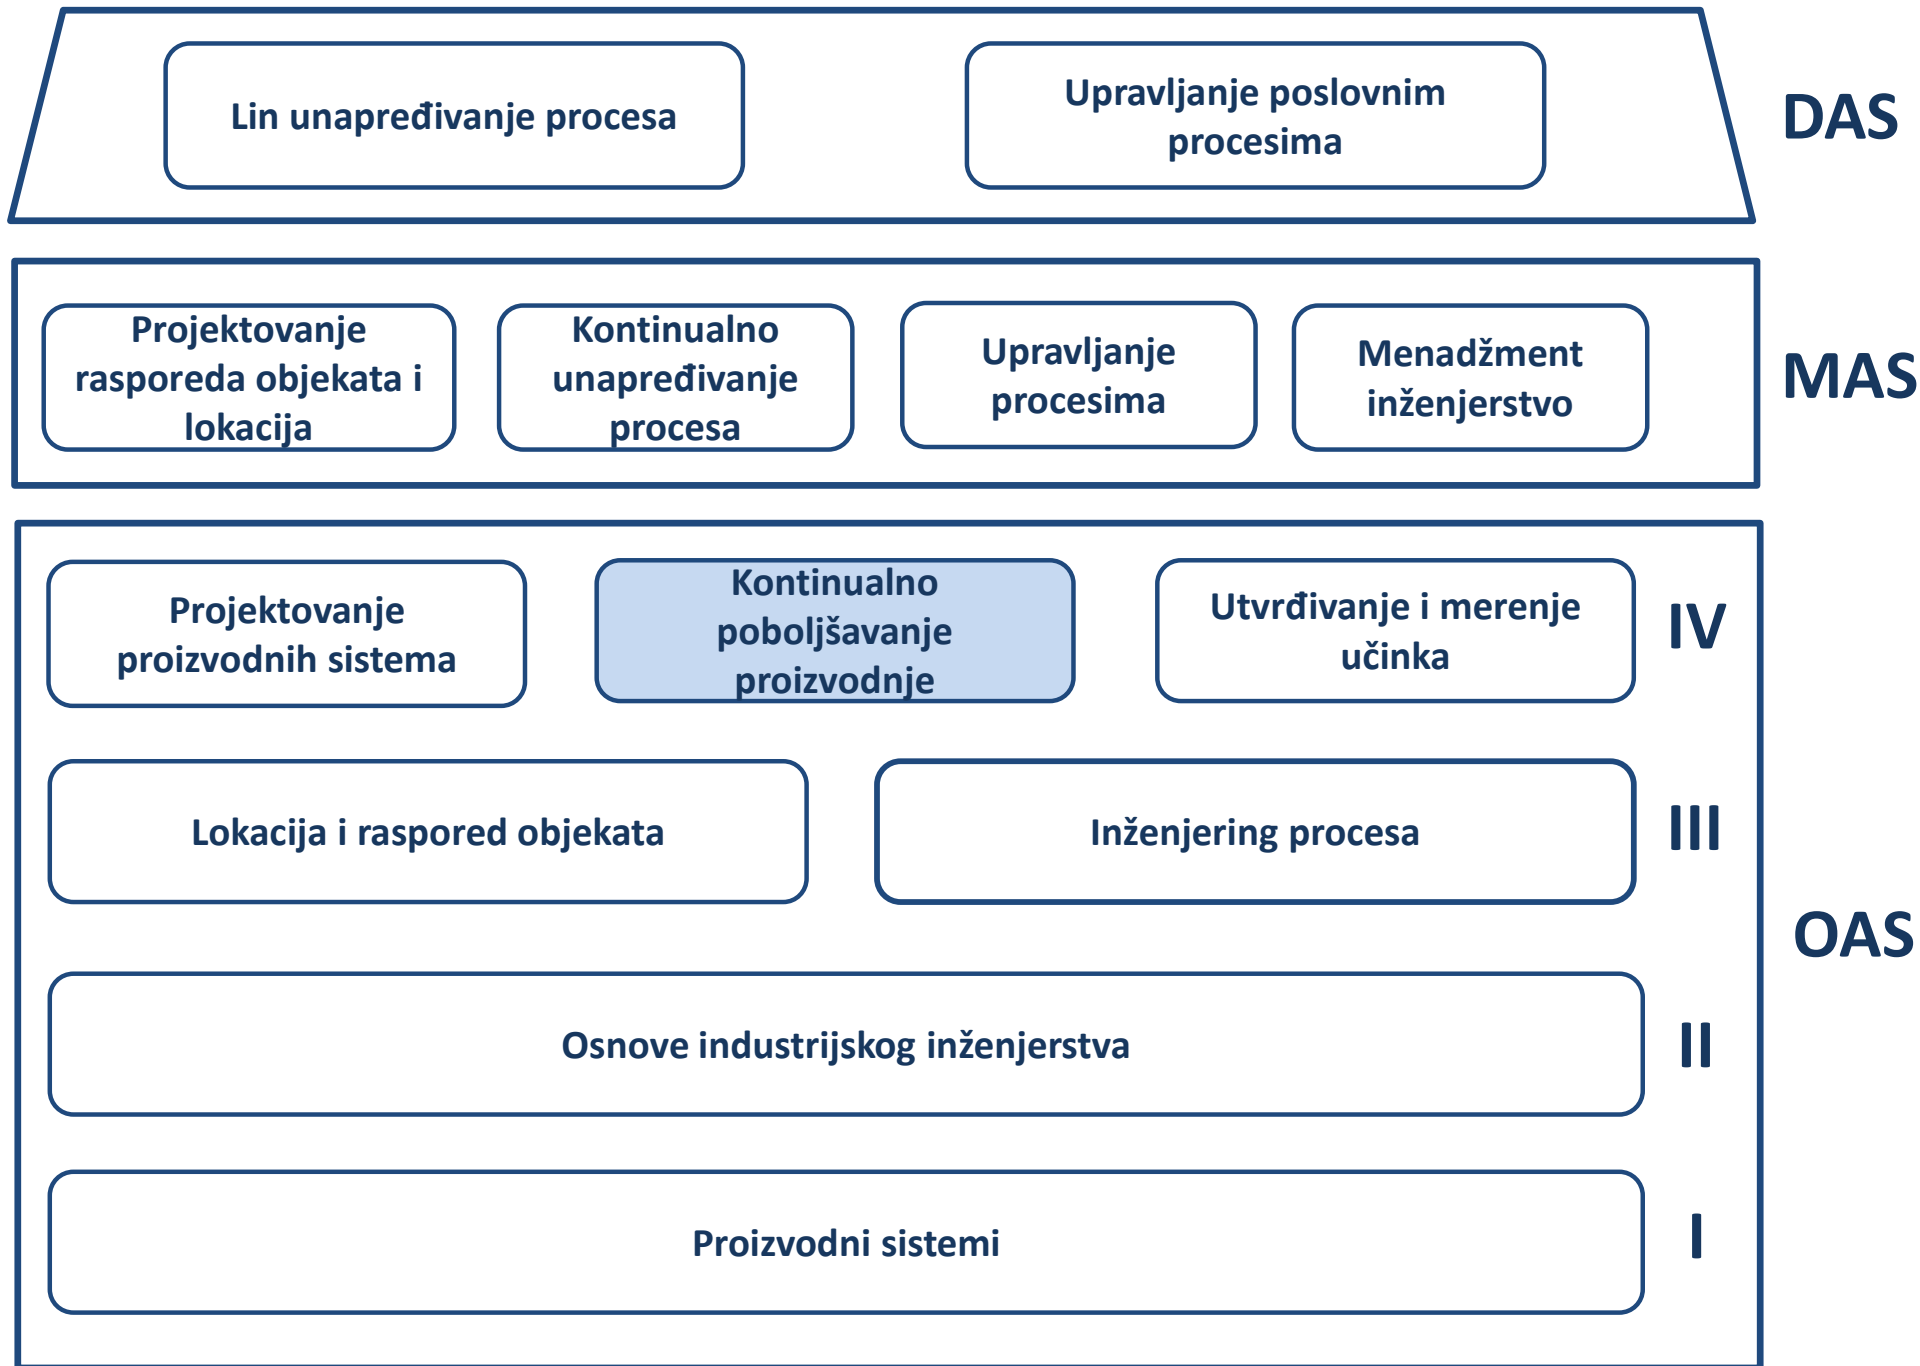 Lin unapređivanje procesa
Upravljanje poslovnim
procesima
DAS
Projektovanje
rasporeda objekata i
lokacija
Kontinualno
unapređivanje
procesa
Upravljanje
procesima
Menadžment
inženjerstvo
MAS
Projektovanje
proizvodnih sistema
Kontinualno
poboljšavanje
proizvodnje
Utvrđivanje i merenje
učinka
IV
Lokacija i raspored objekata
Inženjering procesa
III
OAS
Osnove industrijskog inženjerstva
II
Proizvodni sistemi
I